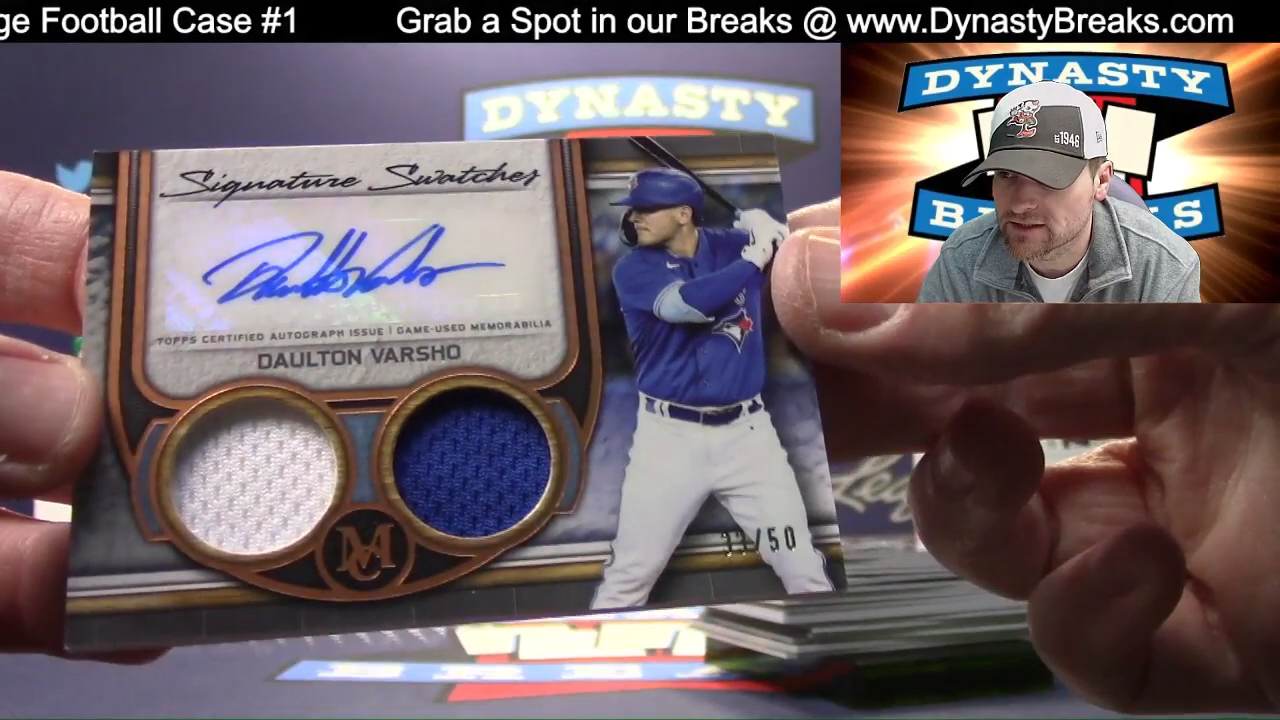 ge Football Case #1 Grab a Spot in our Breaks @ www.DynastyBreaks.com
DYNASTY
DYNASTY
1946
Signature Swatches
TOPPS CERTIFIED AUTOGRAPH ISSUE | GAME-USED MEMORABILIA
DAULTON VARSHO
MC
/50